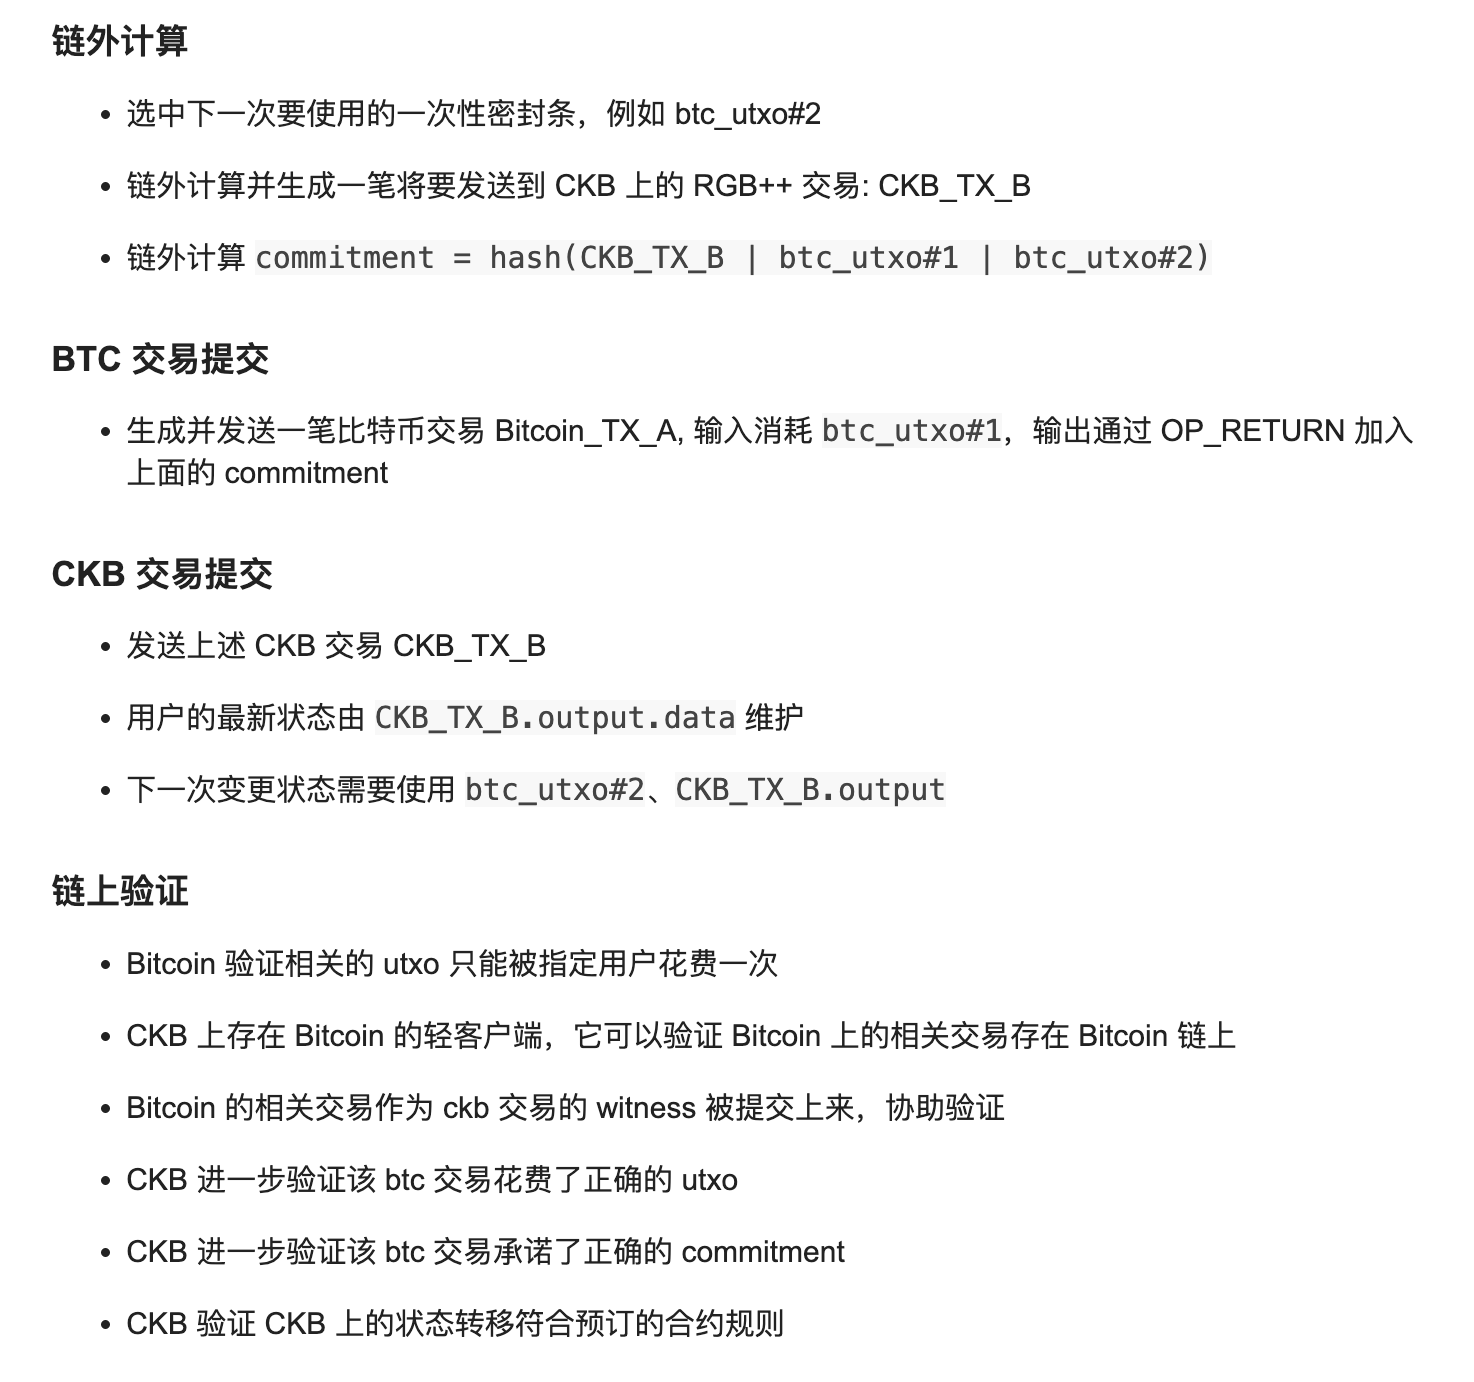 链外计算
• 选中下一次要使用的一次性密封条，例如 btc_utxo#2
• 链外计算并生成一笔将要发送到 CKB 上的 RGB++ 交易: CKB_TX_B
• 链外计算 commitment = hash(CKB_TX_B | btc_utxo#1 | btc_utxo#2)
BTC 交易提交
• 生成并发送一笔比特币交易 Bitcoin_TX_A, 输入消耗 btc_utxo#1，输出通过 OP_RETURN 加入
上面的 commitment
CKB 交易提交
• 发送上述 CKB 交易 CKB_TX_B
• 用户的最新状态由 CKB_TX_B.output.data 维护
• 下一次变更状态需要使用 btc_utxo#2、CKB_TX_B.output
链上验证
• Bitcoin 验证相关的 utxo 只能被指定用户花费一次
• CKB 上存在 Bitcoin 的轻客户端，它可以验证 Bitcoin 上的相关交易存在 Bitcoin 链上
• Bitcoin 的相关交易作为 ckb 交易的 witness 被提交上来，协助验证
• CKB 进一步验证该 btc 交易花费了正确的 utxo
• CKB 进一步验证该 btc 交易承诺了正确的 commitment
• CKB 验证 CKB 上的状态转移符合预订的合约规则